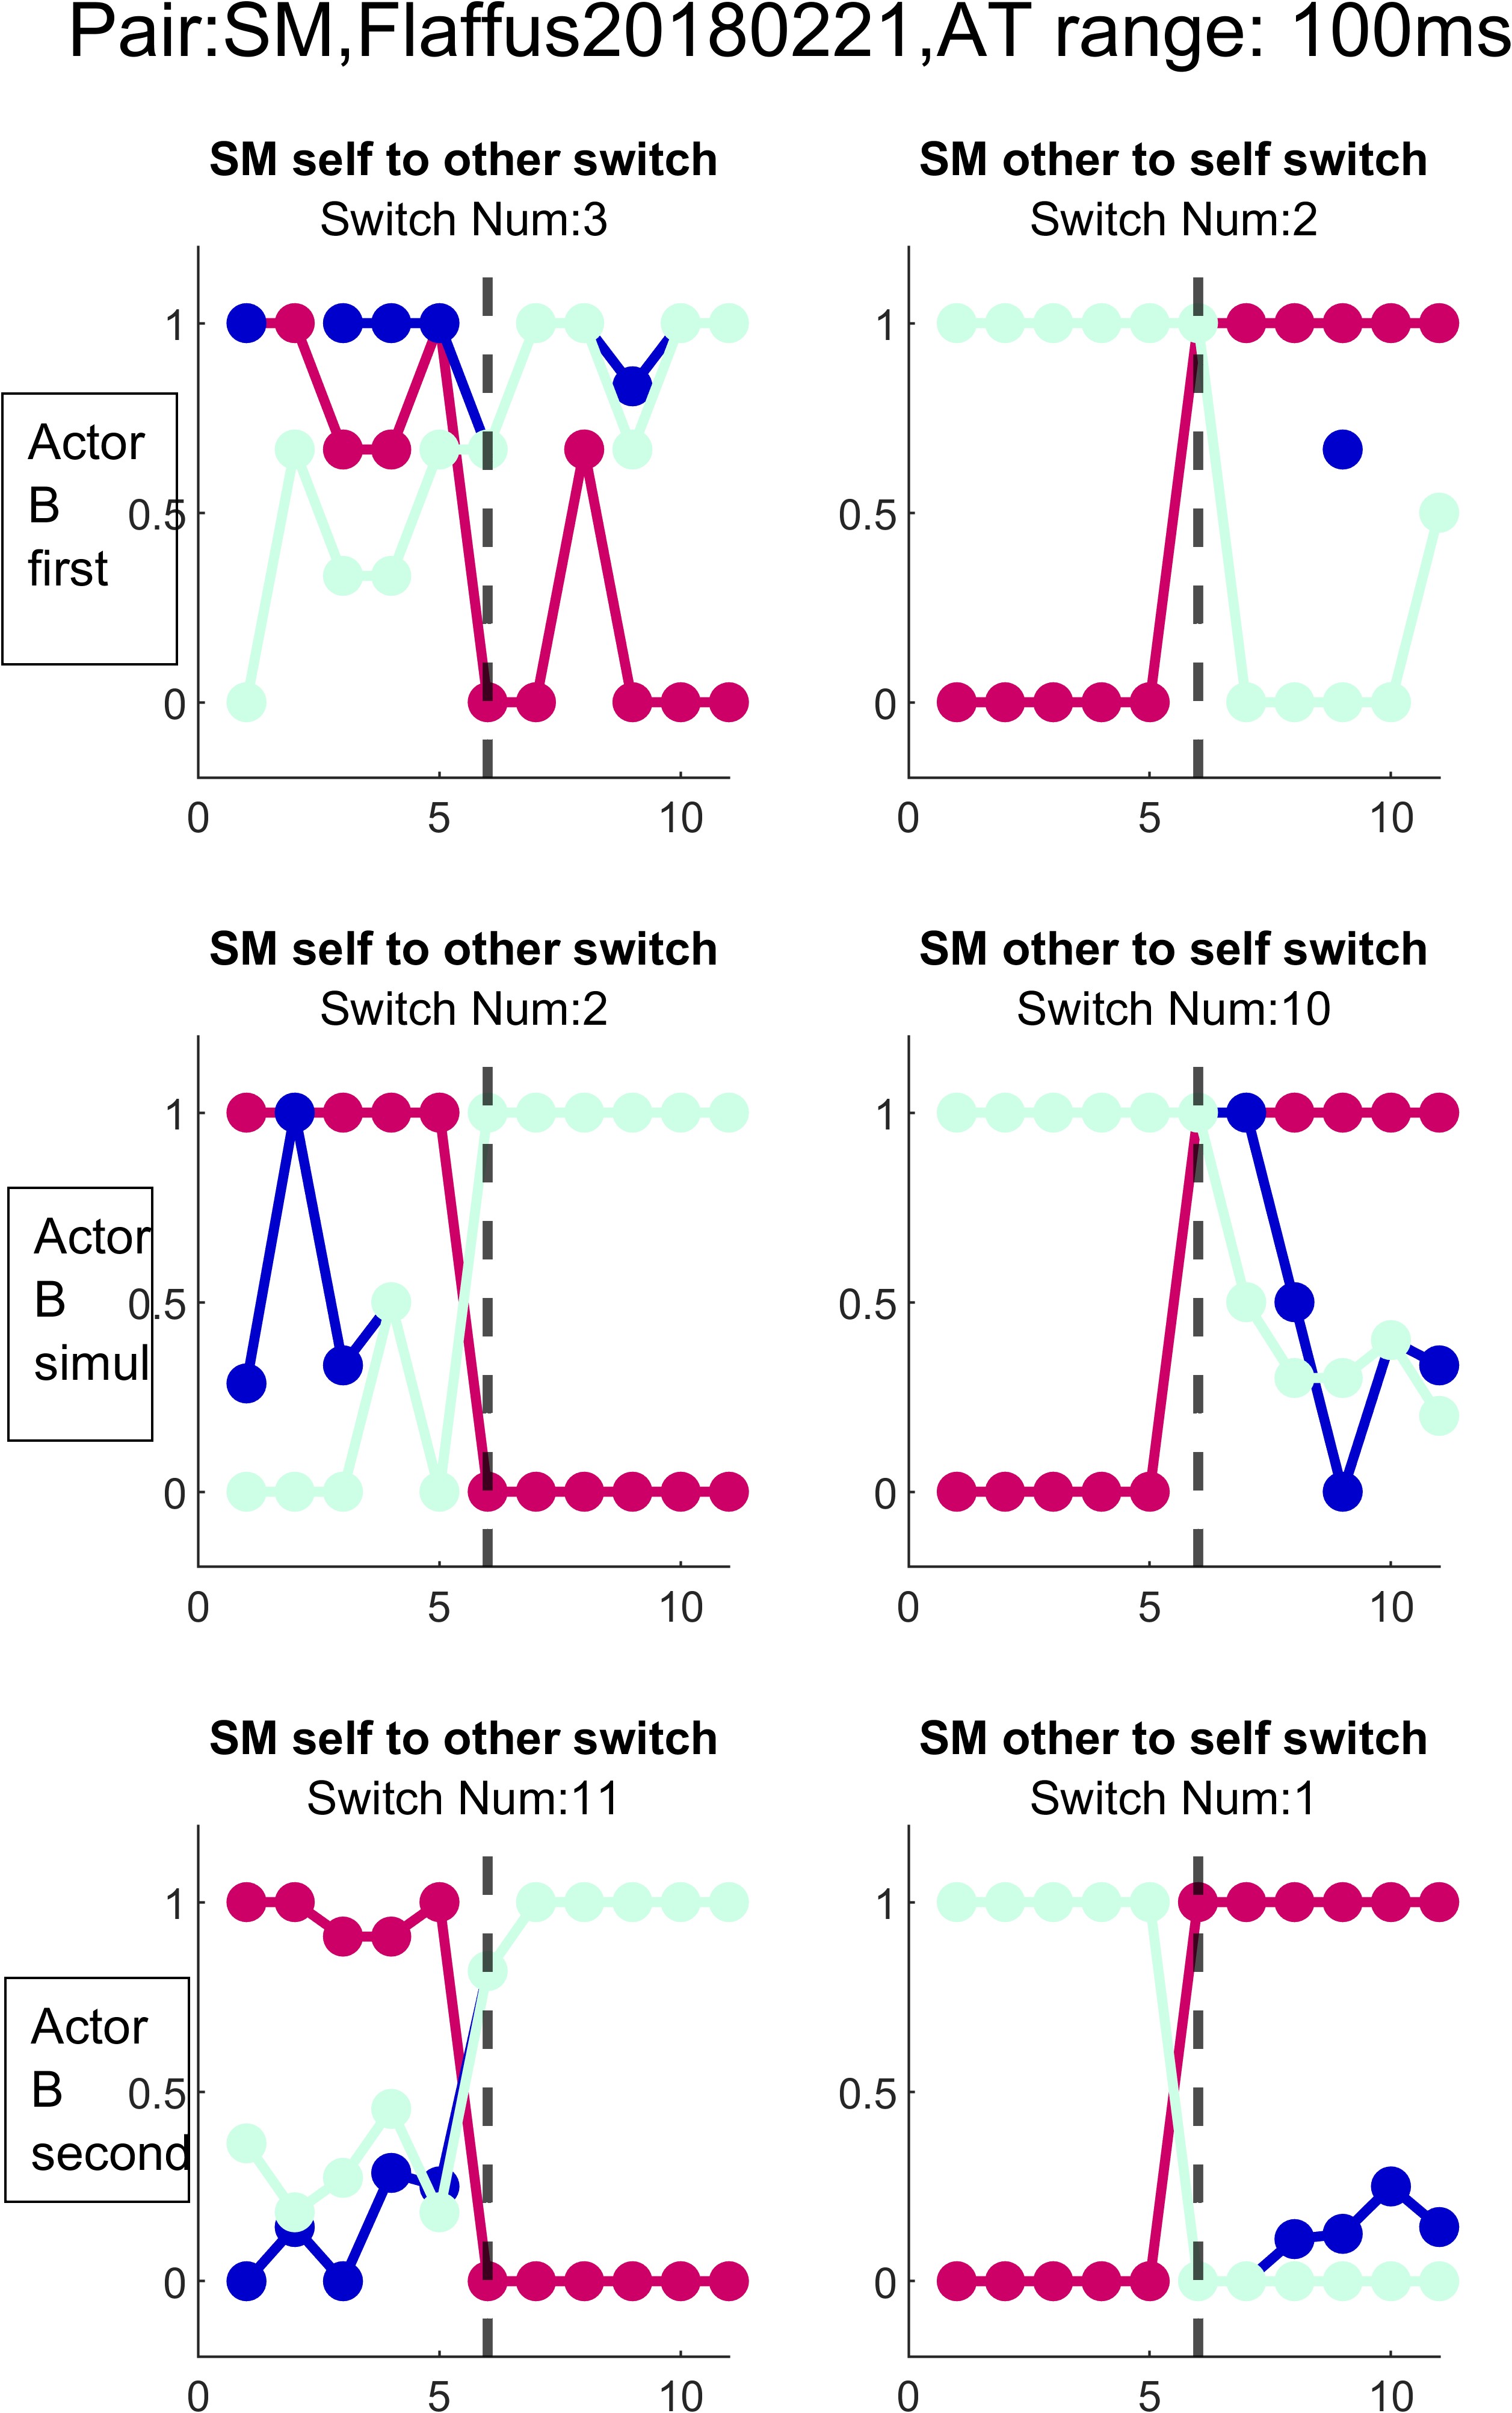 Pair:SM,Flaffus20180221,AT range: 100ms
SM self to other switch
Switch Num:3
SM other to self switch
Switch Num:2
Actor
B
first
1
0.5
0
0
5
10
1
0.5
0
0
5
10
SM self to other switch
Switch Num:2
SM other to self switch
Switch Num:10
Actor
B
simul
1
0.5
0
0
5
10
1
0.5
0
0
5
10
SM self to other switch
Switch Num:11
SM other to self switch
Switch Num:1
Actor
B
second
1
0.5
0
0
5
10
1
0.5
0
0
5
10